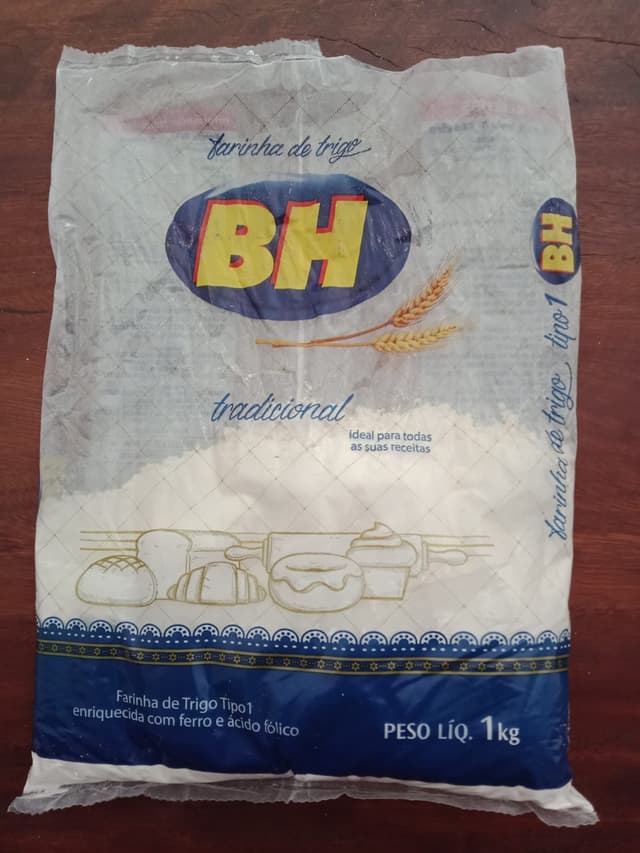 farinha de trigo
BH
BH
farinha de trigo tipo 1
tradicional
ideal para todas
as suas receitas
Farinha de Trigo Tipo1
enriquecida com ferro e ácido fólico
PESO LÍQ. 1kg